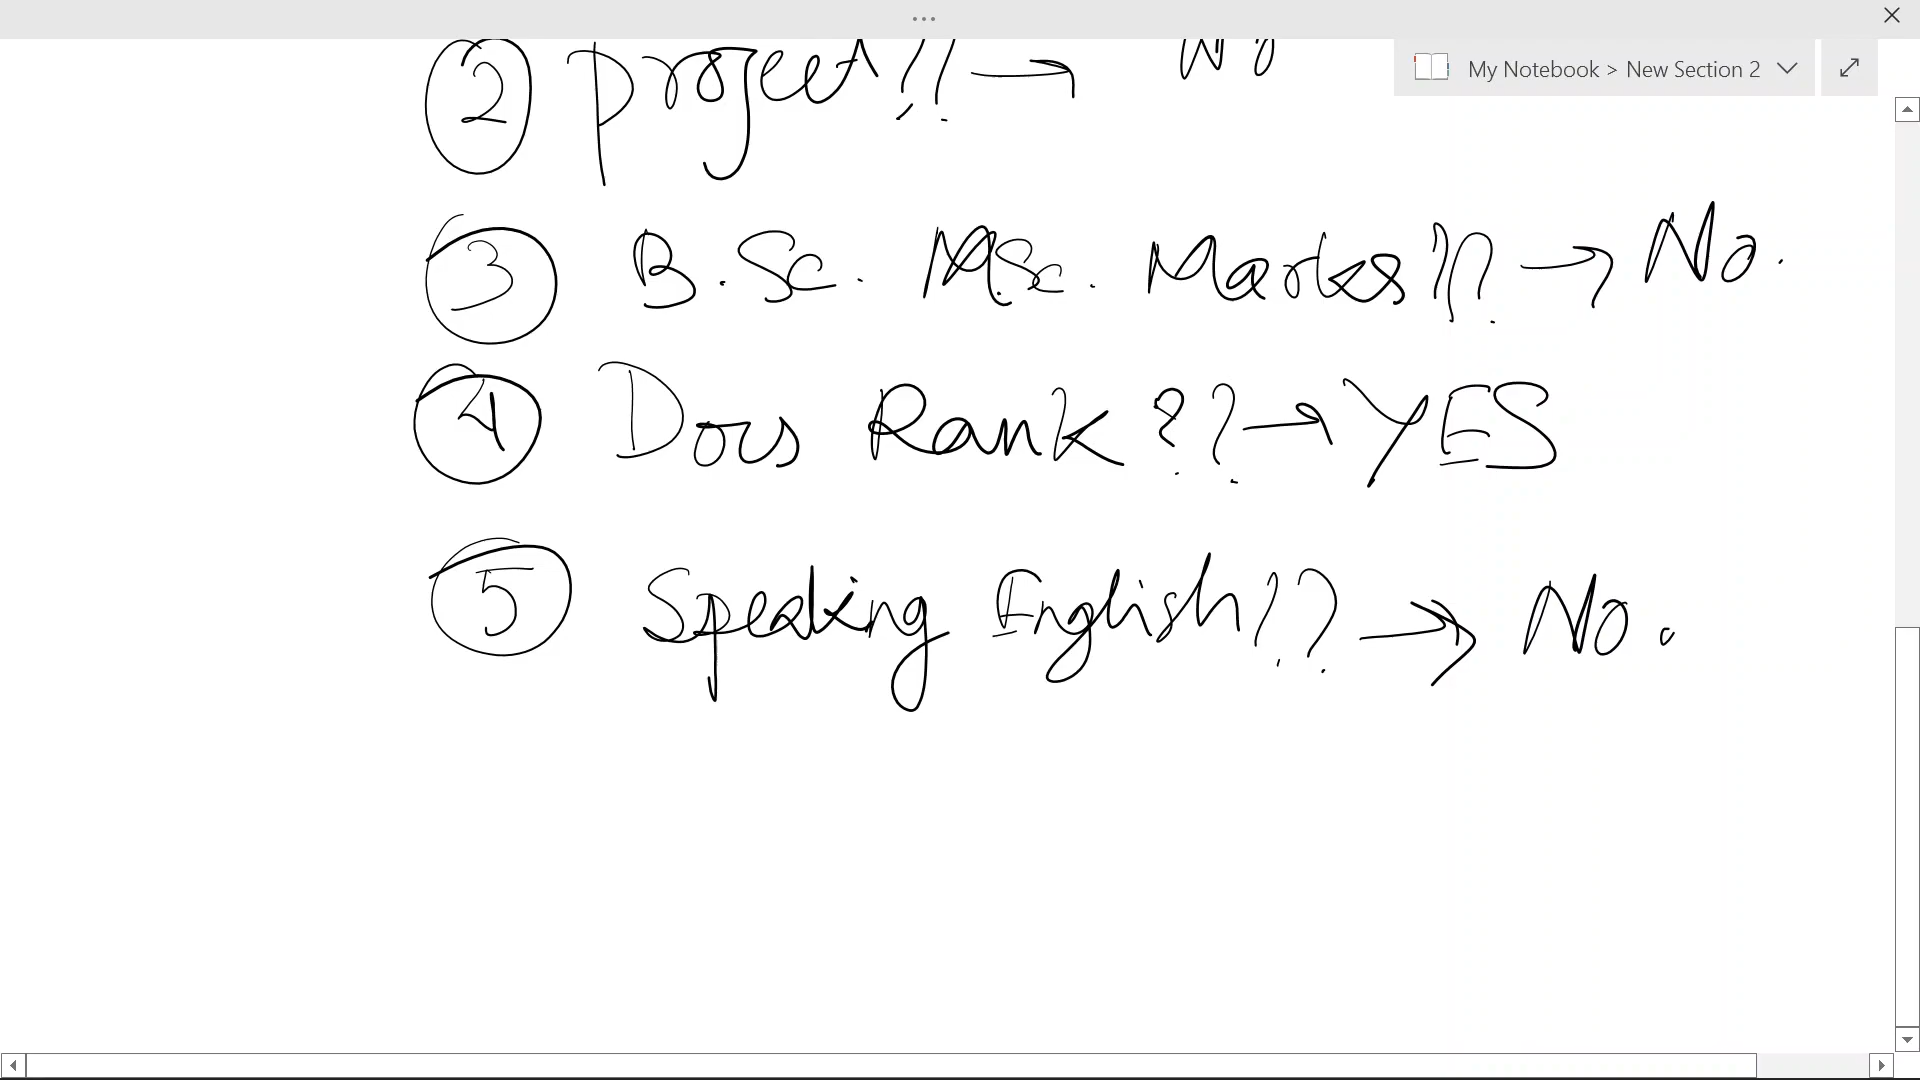 ...
My Notebook > New Section 2
② Project?? → No
③ B.Sc. M.Sc. Marks?? → No.
④ Does Rank?? → YES
⑤ Speaking English?? → No.